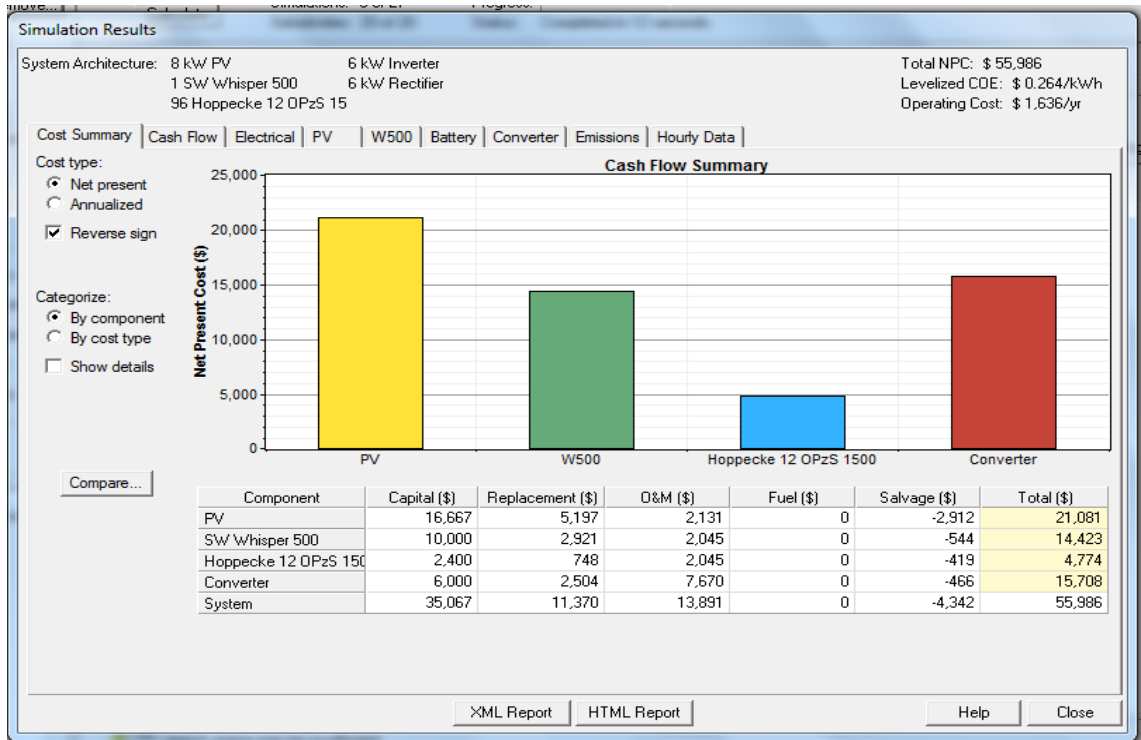 Simulation Results
System Architecture: 8 kW PV 6 kW Inverter Total NPC: $ 55,986
1 SW Whisper 500 6 kW Rectifier Levelized COE: $ 0.264/kWh
96 Hoppecke 12 OPzS 15 Operating Cost: $ 1,636/yr
Cost Summary Cash Flow Electrical PV W500 Battery Converter Emissions Hourly Data
Cost type:
Net present
Annualized
Reverse sign
Categorize:
By component
By cost type
Show details
Compare...
Cash Flow Summary
Net Present Cost ($)
25,000
20,000
15,000
10,000
5,000
0
PV W500 Hoppecke 12 OPzS 1500 Converter
Component Capital ($) Replacement ($) O&M ($) Fuel ($) Salvage ($) Total ($)
PV 16,667 5,197 2,131 0 -2,912 21,081
SW Whisper 500 10,000 2,921 2,045 0 -544 14,423
Hoppecke 12 OPzS 150 2,400 748 2,045 0 -419 4,774
Converter 6,000 2,504 7,670 0 -466 15,708
System 35,067 11,370 13,891 0 -4,342 55,986
XML Report HTML Report Help Close